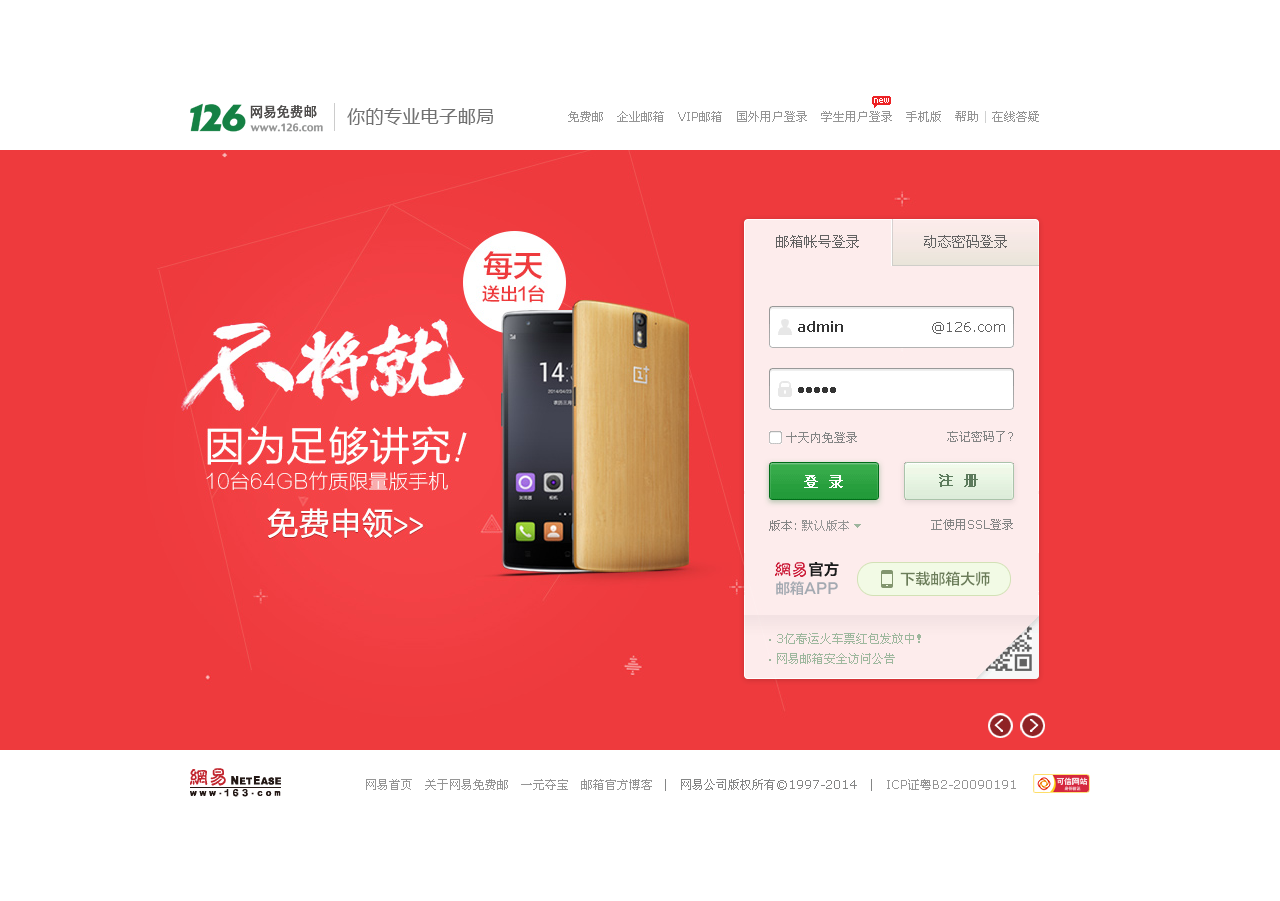 126 网易免费邮 www.126.com 你的专业电子邮局
免费邮 企业邮箱 VIP邮箱 国外用户登录 学生用户登录 new 手机版 帮助 | 在线答疑
每天
送出1台
不将就
因为足够讲究!
10台64GB竹质限量版手机
免费申领>>
14:3
1+
浏览器 相机
邮箱帐号登录 动态密码登录
admin @126.com
•••••
十天内免登录 忘记密码了?
登 录 注 册
版本: 默认版本 正使用SSL登录
網易官方 邮箱APP 下载邮箱大师
· 3亿春运火车票红包发放中!
· 网易邮箱安全访问公告
網易 NETEASE
www.163.com
网易首页 关于网易免费邮 一元夺宝 邮箱官方博客 | 网易公司版权所有©1997-2014 | ICP证粤B2-20090191 可信网站